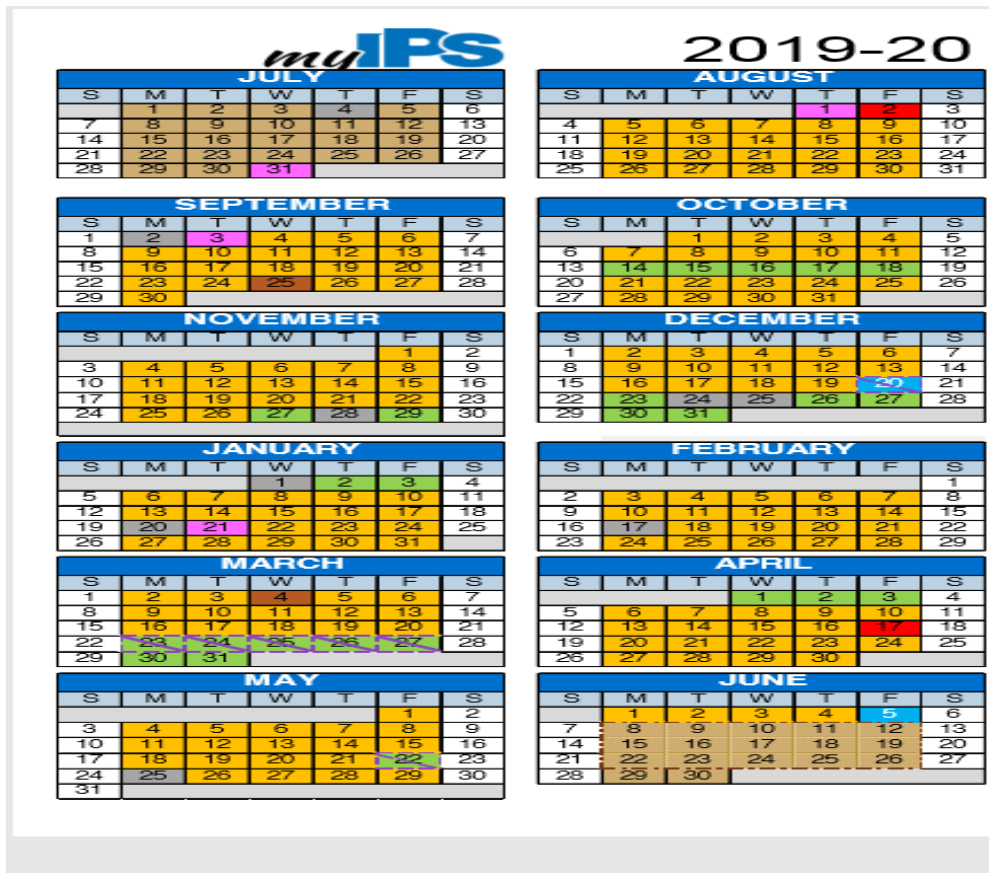 myIPS 2019-20
JULY
S M T W T F S
1 2 3 4 5 6
7 8 9 10 11 12 13
14 15 16 17 18 19 20
21 22 23 24 25 26 27
28 29 30 31
AUGUST
S M T W T F S
1 2 3
4 5 6 7 8 9 10
11 12 13 14 15 16 17
18 19 20 21 22 23 24
25 26 27 28 29 30 31
SEPTEMBER
S M T W T F S
1 2 3 4 5 6 7
8 9 10 11 12 13 14
15 16 17 18 19 20 21
22 23 24 25 26 27 28
29 30
OCTOBER
S M T W T F S
1 2 3 4 5
6 7 8 9 10 11 12
13 14 15 16 17 18 19
20 21 22 23 24 25 26
27 28 29 30 31
NOVEMBER
S M T W T F S
1 2
3 4 5 6 7 8 9
10 11 12 13 14 15 16
17 18 19 20 21 22 23
24 25 26 27 28 29 30
DECEMBER
S M T W T F S
1 2 3 4 5 6 7
8 9 10 11 12 13 14
15 16 17 18 19 20 21
22 23 24 25 26 27 28
29 30 31
JANUARY
S M T W T F S
1 2 3 4
5 6 7 8 9 10 11
12 13 14 15 16 17 18
19 20 21 22 23 24 25
26 27 28 29 30 31
FEBRUARY
S M T W T F S
1
2 3 4 5 6 7 8
9 10 11 12 13 14 15
16 17 18 19 20 21 22
23 24 25 26 27 28 29
MARCH
S M T W T F S
1 2 3 4 5 6 7
8 9 10 11 12 13 14
15 16 17 18 19 20 21
22 23 24 25 26 27 28
29 30 31
APRIL
S M T W T F S
1 2 3 4
5 6 7 8 9 10 11
12 13 14 15 16 17 18
19 20 21 22 23 24 25
26 27 28 29 30
MAY
S M T W T F S
1 2
3 4 5 6 7 8 9
10 11 12 13 14 15 16
17 18 19 20 21 22 23
24 25 26 27 28 29 30
31
JUNE
S M T W T F S
1 2 3 4 5 6
7 8 9 10 11 12 13
14 15 16 17 18 19 20
21 22 23 24 25 26 27
28 29 30